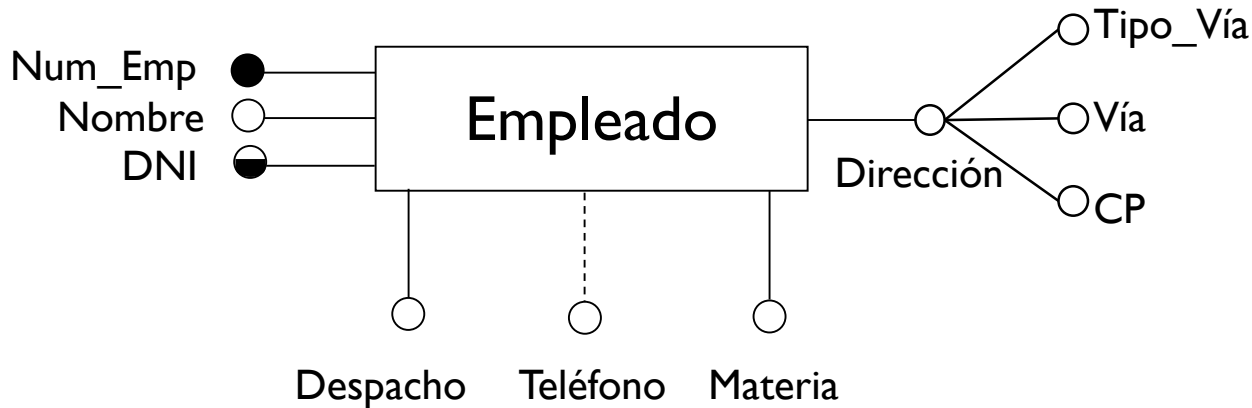 Num_Emp
Nombre
DNI
Empleado
Dirección
Tipo_Vía
Vía
CP
Despacho
Teléfono
Materia